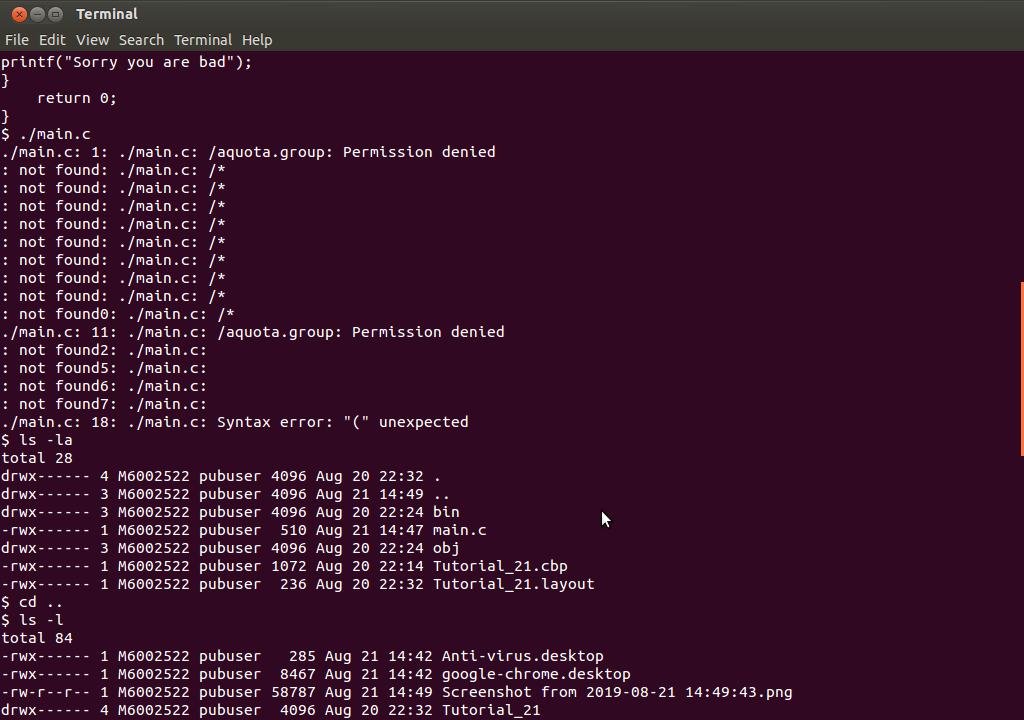 Terminal
File Edit View Search Terminal Help
printf("Sorry you are bad");
}
    return 0;
}
$ ./main.c
./main.c: 1: ./main.c: /aquota.group: Permission denied
: not found: ./main.c: /*
: not found: ./main.c: /*
: not found: ./main.c: /*
: not found: ./main.c: /*
: not found: ./main.c: /*
: not found: ./main.c: /*
: not found: ./main.c: /*
: not found: ./main.c: /*
: not found0: ./main.c: /*
./main.c: 11: ./main.c: /aquota.group: Permission denied
: not found2: ./main.c:
: not found5: ./main.c:
: not found6: ./main.c:
: not found7: ./main.c:
./main.c: 18: ./main.c: Syntax error: "(" unexpected
$ ls -la
total 28
drwx------ 4 M6002522 pubuser 4096 Aug 20 22:32 .
drwx------ 3 M6002522 pubuser 4096 Aug 21 14:49 ..
drwx------ 3 M6002522 pubuser 4096 Aug 20 22:24 bin
-rwx------ 1 M6002522 pubuser  510 Aug 21 14:47 main.c
drwx------ 3 M6002522 pubuser 4096 Aug 20 22:24 obj
-rwx------ 1 M6002522 pubuser 1072 Aug 20 22:14 Tutorial_21.cbp
-rwx------ 1 M6002522 pubuser  236 Aug 20 22:32 Tutorial_21.layout
$ cd ..
$ ls -l
total 84
-rwx------ 1 M6002522 pubuser   285 Aug 21 14:42 Anti-virus.desktop
-rwx------ 1 M6002522 pubuser  8467 Aug 21 14:42 google-chrome.desktop
-rw-r--r-- 1 M6002522 pubuser 58787 Aug 21 14:49 Screenshot from 2019-08-21 14:49:43.png
drwx------ 4 M6002522 pubuser  4096 Aug 20 22:32 Tutorial_21